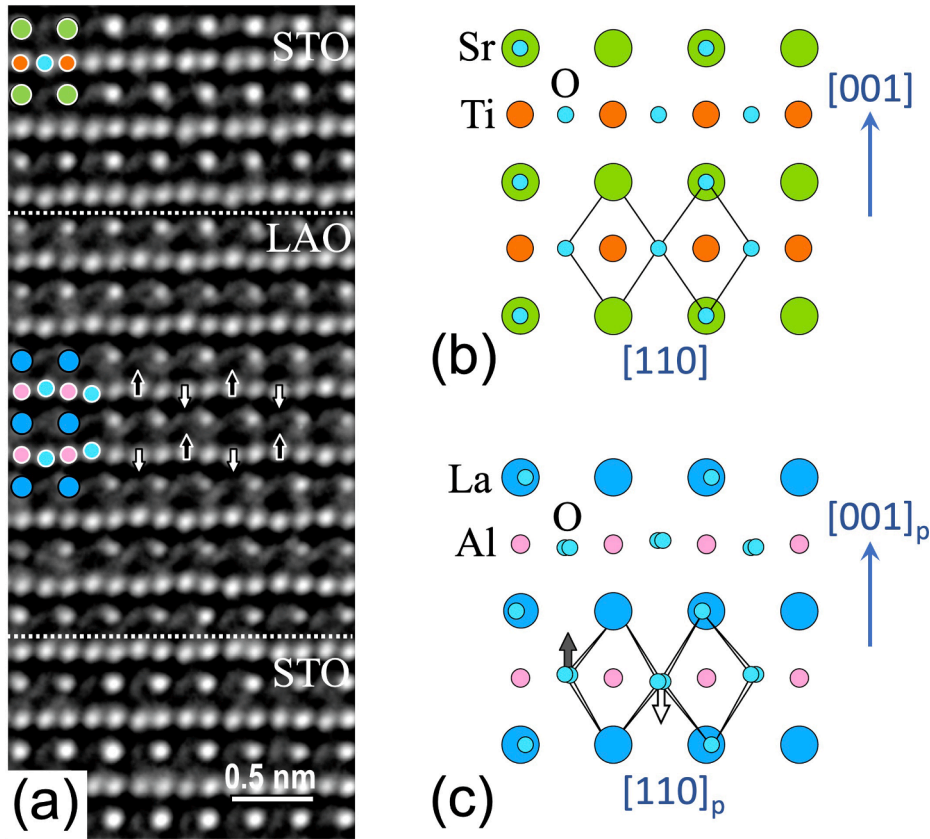 STO
LAO
STO
0.5 nm
(a)
Sr
O
Ti
[001]
(b)
[110]
La
O
Al
[001]p
(c)
[110]p